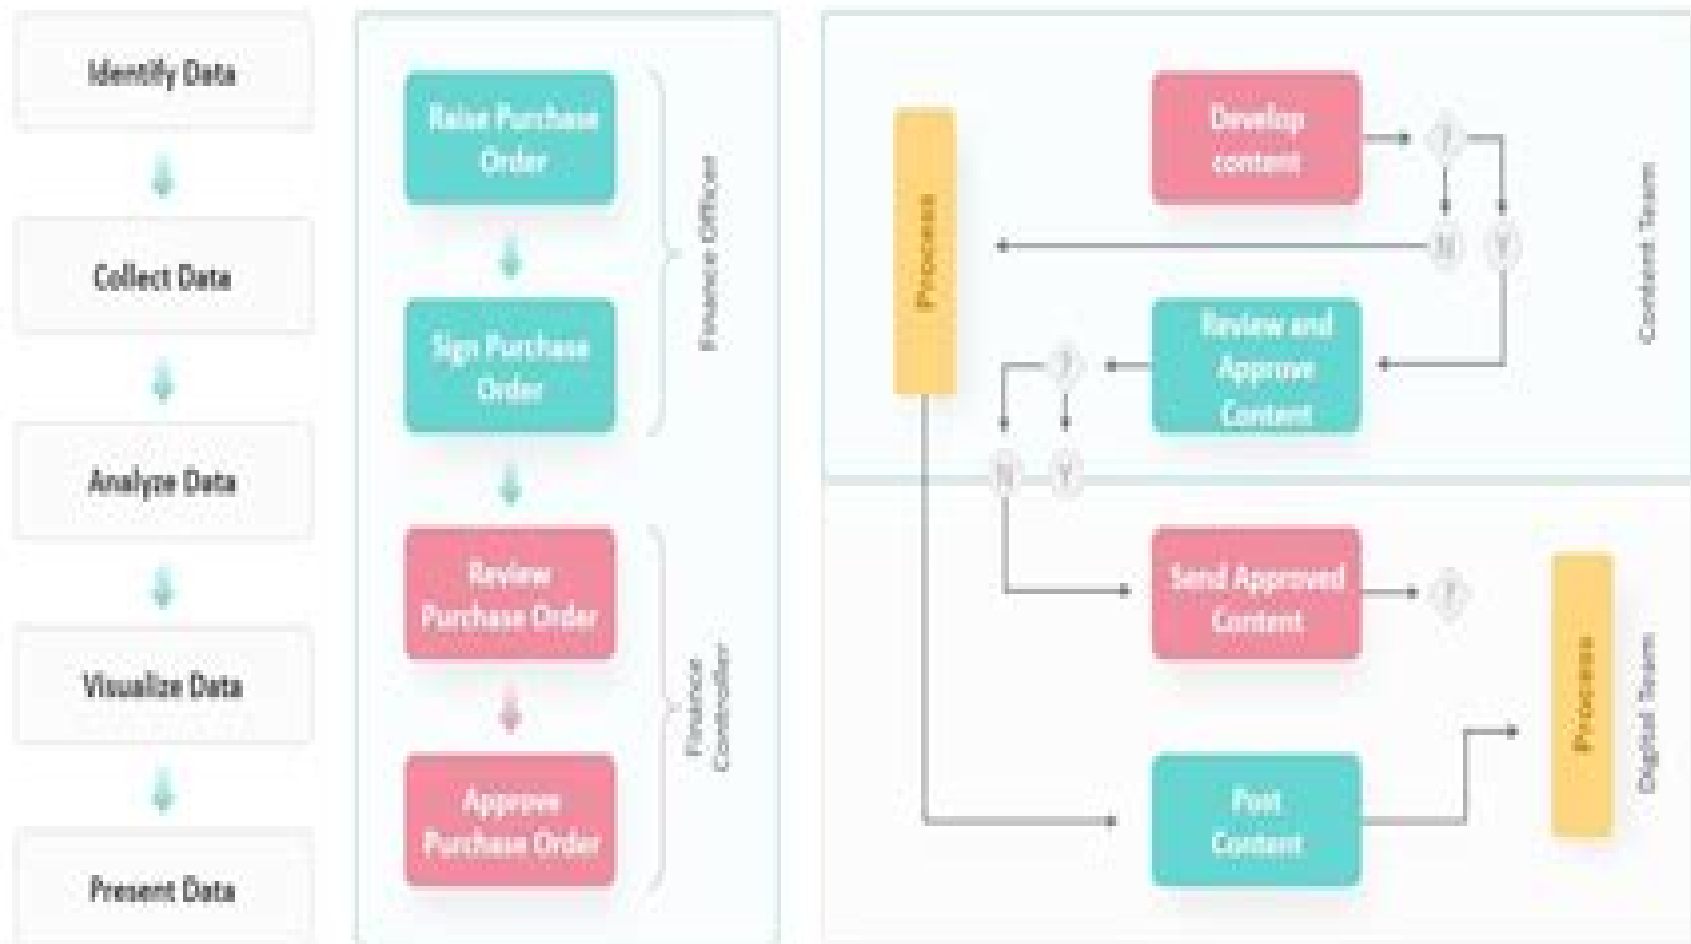 Identify Data
Collect Data
Analyze Data
Visualize Data
Present Data
Raise Purchase
Order
Sign Purchase
Order
Review
Purchase Order
Approve
Purchase Order
Finance Officer
Finance
Controller
Process
Develop
content
?
N
Y
Review and
Approve
Content
?
N
Y
Content Team
Send Approved
Content
?
Post
Content
Process
Digital Team